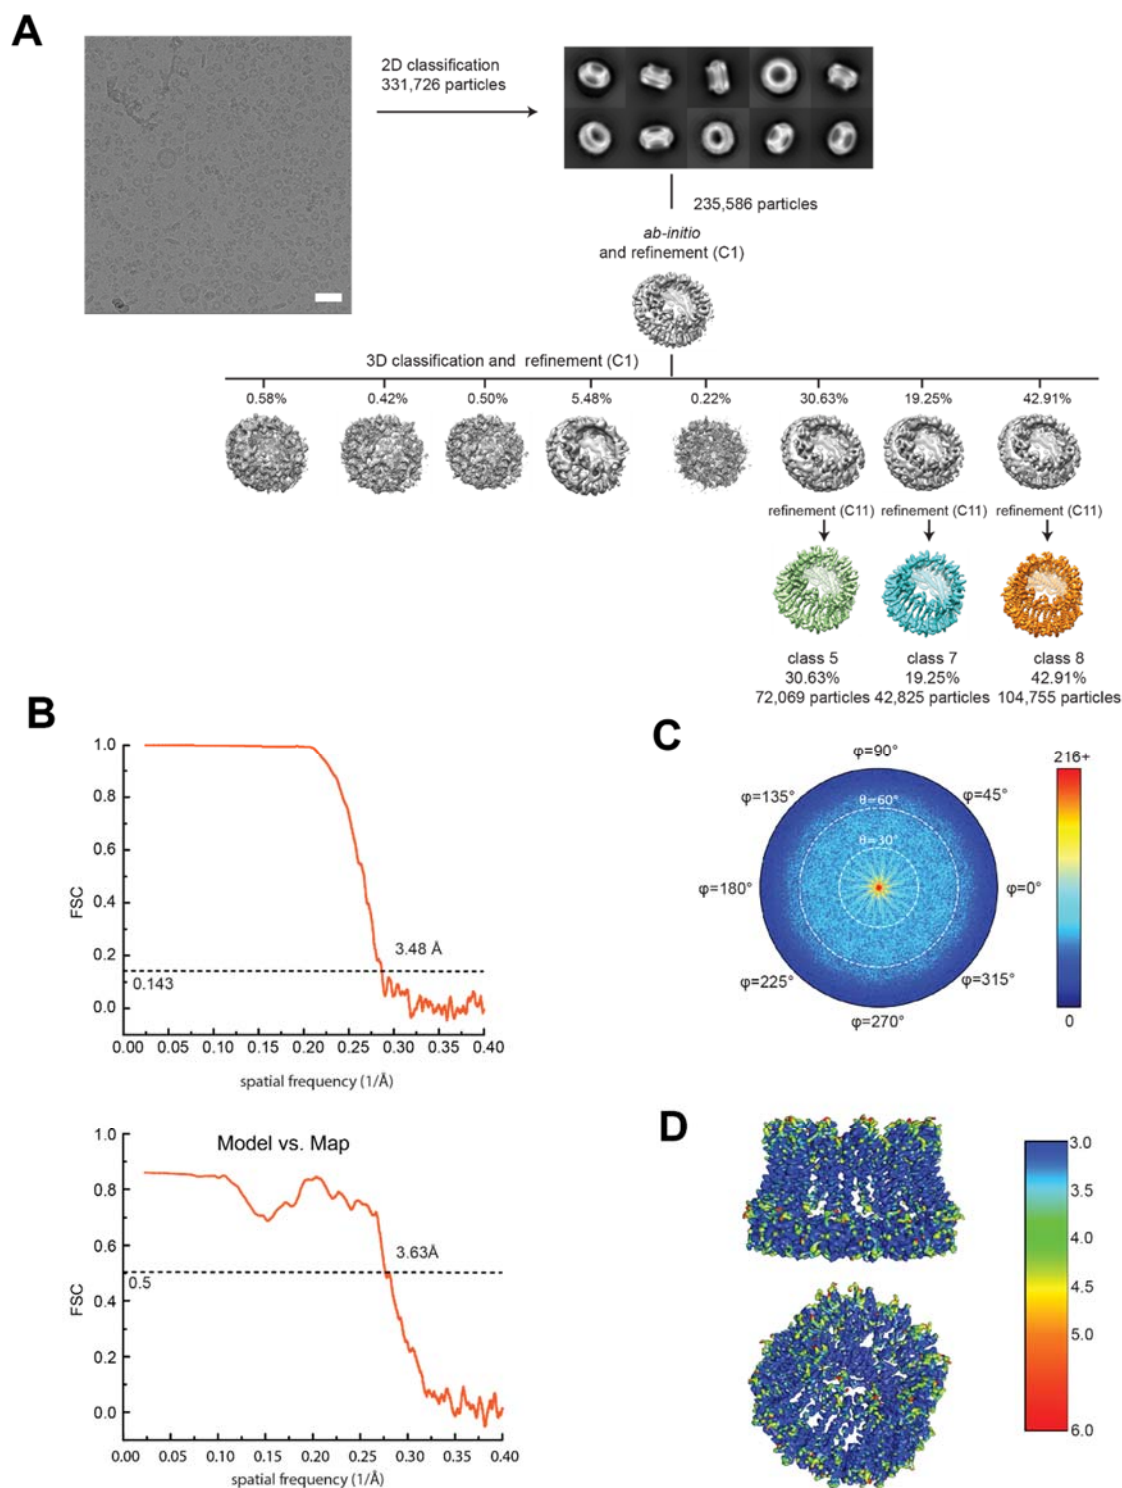 A
2D classification
331,726 particles
235,586 particles
ab-initio
and refinement (C1)
3D classification and refinement (C1)
0.58%
0.42%
0.50%
5.48%
0.22%
30.63%
19.25%
42.91%
refinement (C11)
refinement (C11)
refinement (C11)
class 5
30.63%
72,069 particles
class 7
19.25%
42,825 particles
class 8
42.91%
104,755 particles
B
1.0
0.8
0.6
0.4
0.2
0.0
FSC
3.48 Å
0.143
0.00 0.05 0.10 0.15 0.20 0.25 0.30 0.35 0.40
spatial frequency (1/Å)
Model vs. Map
1.0
0.8
0.6
0.4
0.2
0.0
FSC
3.63Å
0.5
0.00 0.05 0.10 0.15 0.20 0.25 0.30 0.35 0.40
spatial frequency (1/Å)
C
φ=90°
φ=135°
φ=45°
φ=180°
φ=0°
φ=225°
φ=315°
φ=270°
θ=60°
θ=30°
216+
0
D
3.0
3.5
4.0
4.5
5.0
6.0